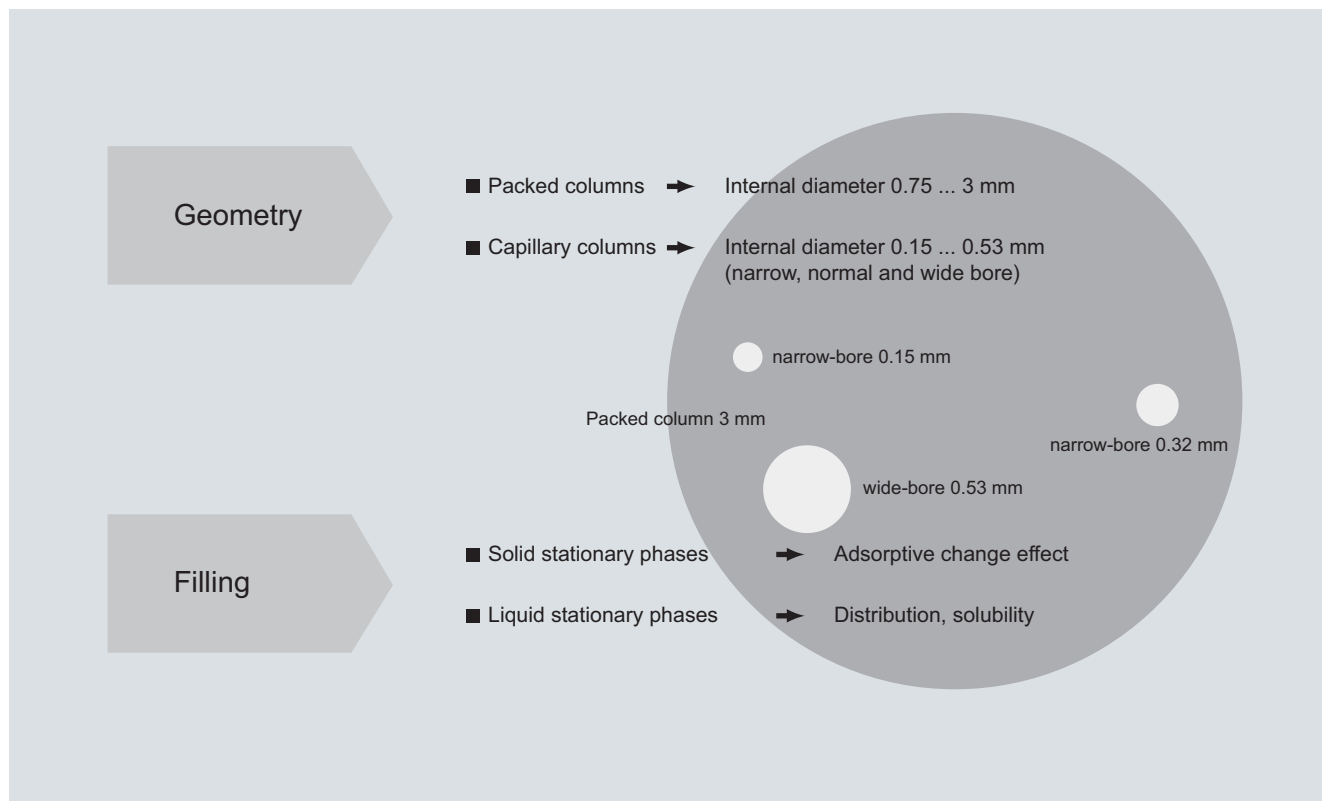 Geometry
■ Packed columns → Internal diameter 0.75 ... 3 mm
■ Capillary columns → Internal diameter 0.15 ... 0.53 mm
(narrow, normal and wide bore)
narrow-bore 0.15 mm
Packed column 3 mm
narrow-bore 0.32 mm
wide-bore 0.53 mm
Filling
■ Solid stationary phases → Adsorptive change effect
■ Liquid stationary phases → Distribution, solubility